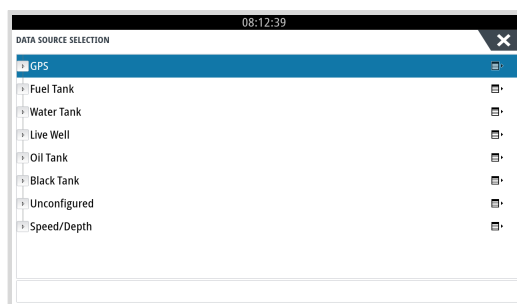 08:12:39
DATA SOURCE SELECTION
GPS
Fuel Tank
Water Tank
Live Well
Oil Tank
Black Tank
Unconfigured
Speed/Depth